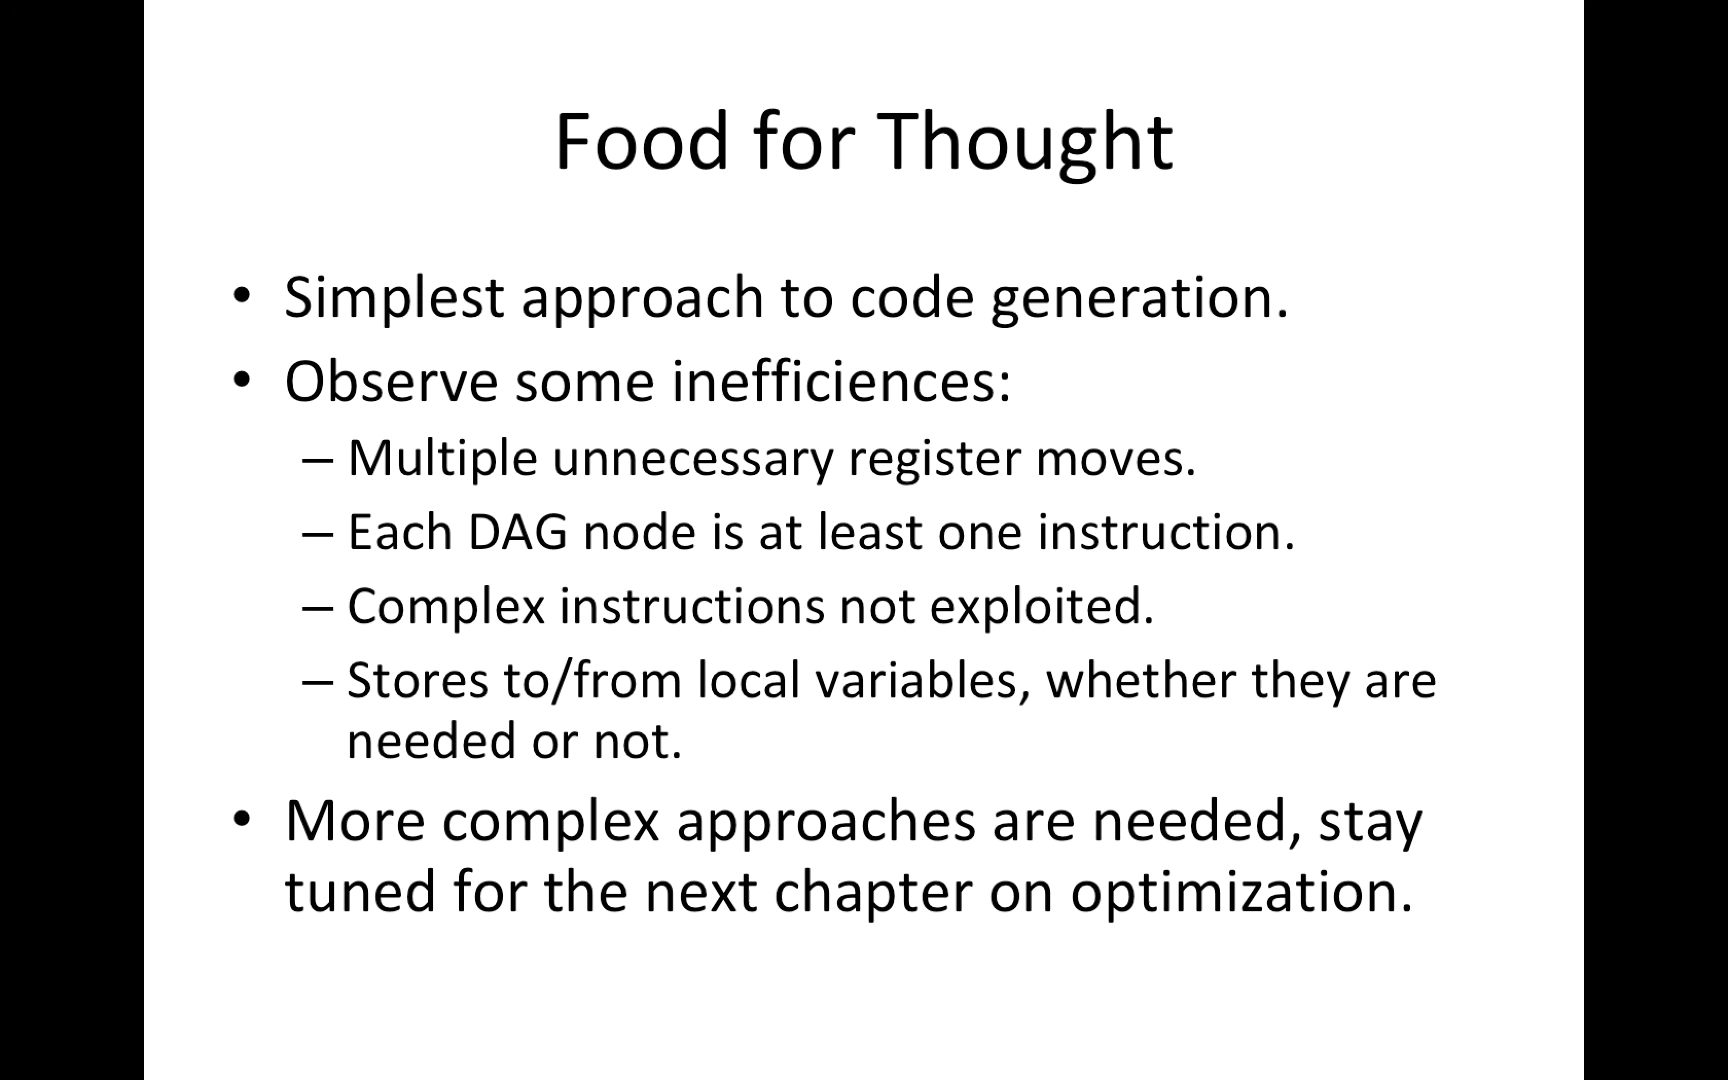 Food for Thought
• Simplest approach to code generation.
• Observe some inefficiences:
– Multiple unnecessary register moves.
– Each DAG node is at least one instruction.
– Complex instructions not exploited.
– Stores to/from local variables, whether they are
needed or not.
• More complex approaches are needed, stay
tuned for the next chapter on optimization.